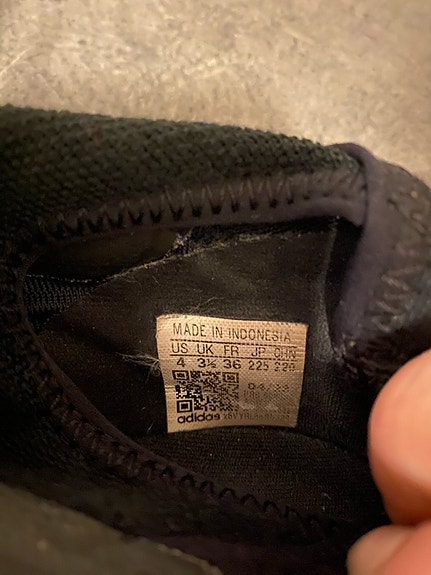 MADE IN INDONESIA
US UK FR JP CHN
4 3½ 36 225 220
adidas